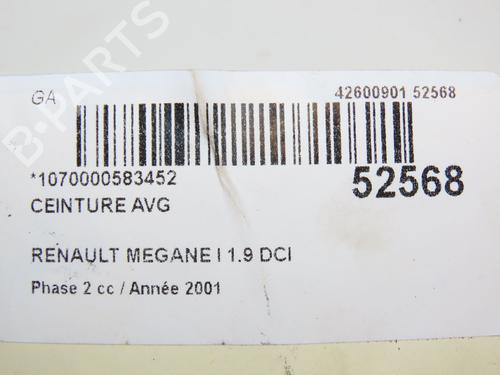 GA
42600901 52568
*1070000583452
52568
CEINTURE AVG
RENAULT MEGANE I 1.9 DCI
Phase 2 cc / Année 2001
B-PARTS